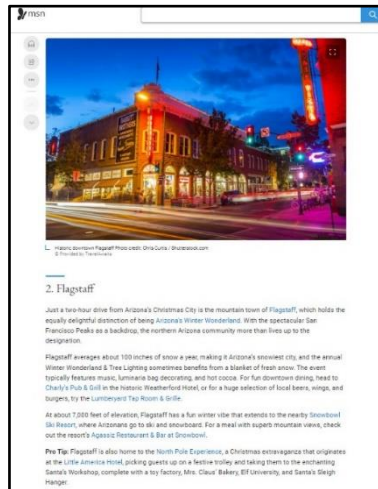 msn
Historic downtown Flagstaff Photo credit: Chris Curtis / Shutterstock.com
© Provided by TravelAwaits
2. Flagstaff
Just a two-hour drive from Arizona's Christmas City is the mountain town of Flagstaff, which holds the
equally delightful distinction of being Arizona's Winter Wonderland. With the spectacular San
Francisco Peaks as a backdrop, the northern Arizona community more than lives up to the
designation.
Flagstaff averages about 100 inches of snow a year, making it Arizona's snowiest city, and the annual
Winter Wonderland & Tree Lighting sometimes benefits from a blanket of fresh snow. The event
typically features music, luminaria bag decorating, and hot cocoa. For fun downtown dining, head to
Charly's Pub & Grill in the historic Weatherford Hotel, or for a huge selection of local beers, wings, and
burgers, try the Lumberyard Tap Room & Grille.
At about 7,000 feet of elevation, Flagstaff has a fun winter vibe that extends to the nearby Snowbowl
Ski Resort, where Arizonans go to ski and snowboard. For a meal with superb mountain views, check
out the resort's Agassiz Restaurant & Bar at Snowbowl.
Pro Tip: Flagstaff is also home to the North Pole Experience, a Christmas extravaganza that originates
at the Little America Hotel, picking guests up on a festive trolley and taking them to the enchanting
Santa's Workshop, complete with a toy factory, Mrs. Claus' Bakery, Elf University, and Santa's Sleigh
Hanger.